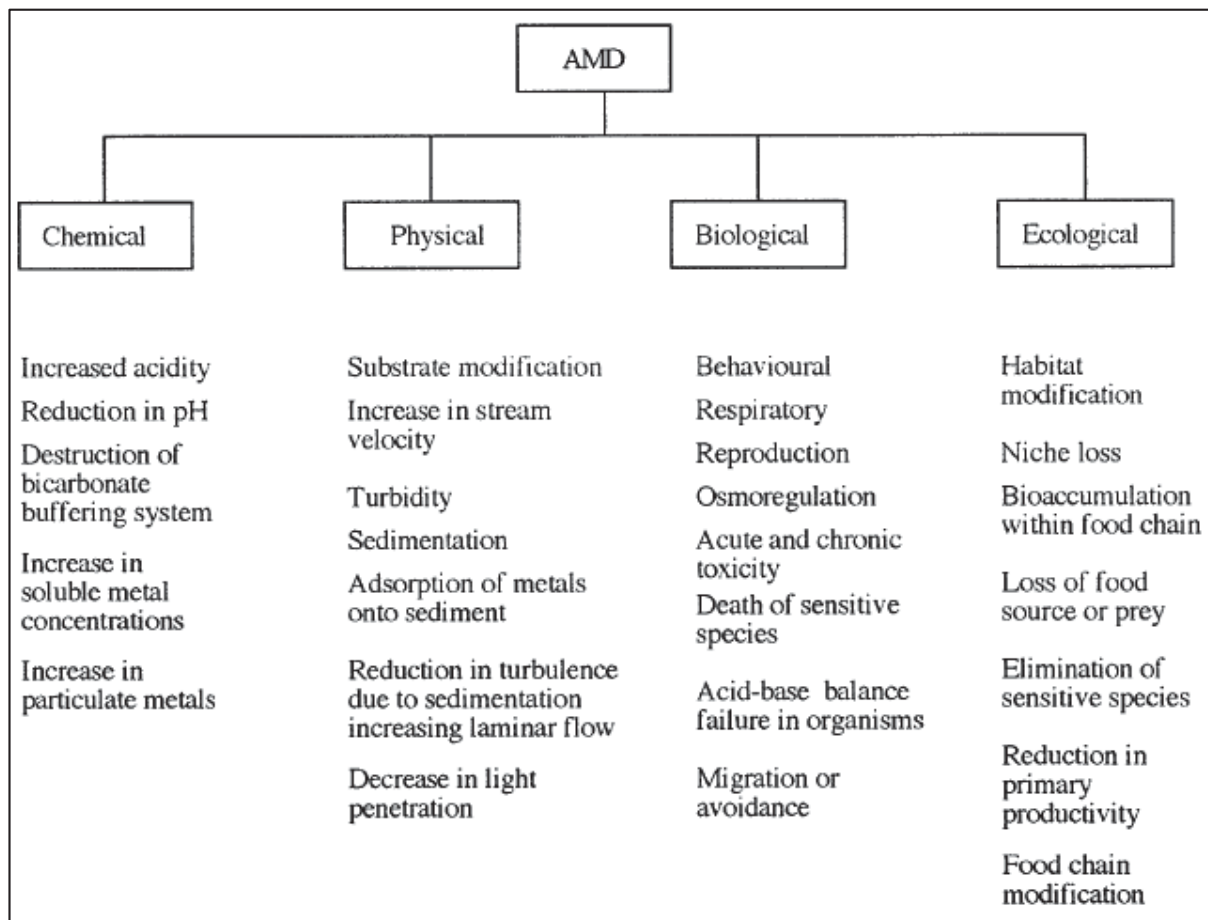 AMD
Chemical
Physical
Biological
Ecological
Increased acidity
Reduction in pH
Destruction of
bicarbonate
buffering system
Increase in
soluble metal
concentrations
Increase in
particulate metals
Substrate modification
Increase in stream
velocity
Turbidity
Sedimentation
Adsorption of metals
onto sediment
Reduction in turbulence
due to sedimentation
increasing laminar flow
Decrease in light
penetration
Behavioural
Respiratory
Reproduction
Osmoregulation
Acute and chronic
toxicity
Death of sensitive
species
Acid-base balance
failure in organisms
Migration or
avoidance
Habitat
modification
Niche loss
Bioaccumulation
within food chain
Loss of food
source or prey
Elimination of
sensitive species
Reduction in
primary
productivity
Food chain
modification